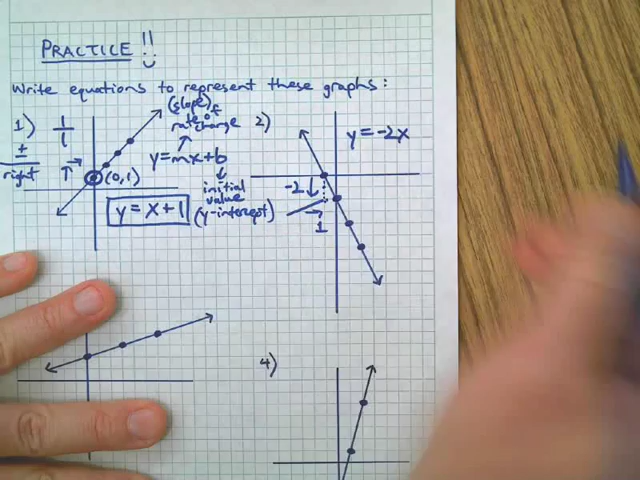 PRACTICE !!
Write equations to represent these graphs:
1)
1/1
±/right
(0,1)
(slope)
rate of
change
y=mx+b
initial
value
(y-intercept)
y = x + 1
2)
y = -2x
-2
1
4)